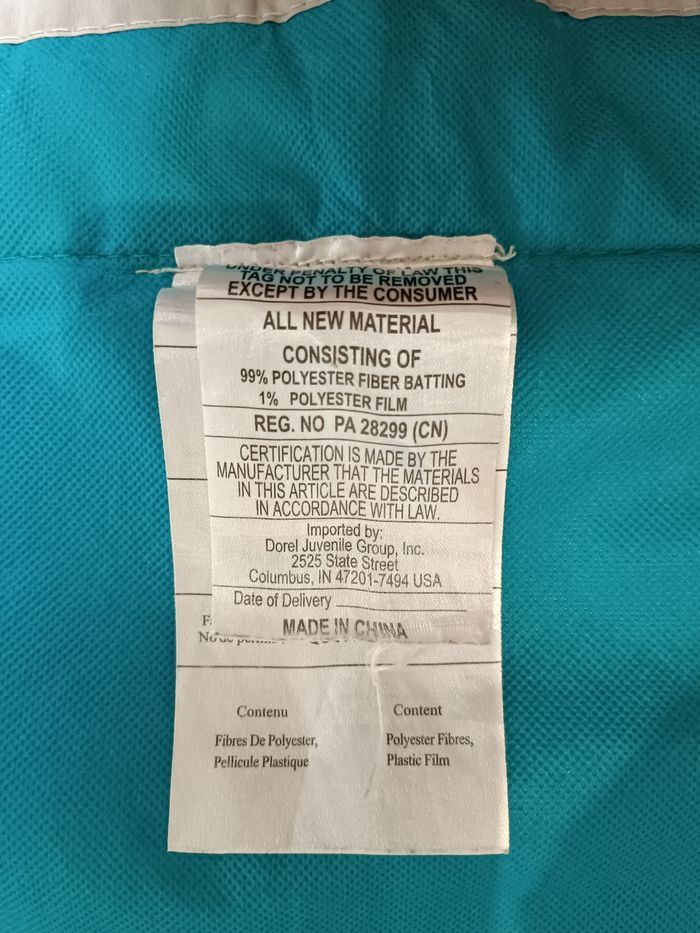 UNDER PENALTY OF LAW THIS
TAG NOT TO BE REMOVED
EXCEPT BY THE CONSUMER
ALL NEW MATERIAL
CONSISTING OF
99% POLYESTER FIBER BATTING
1% POLYESTER FILM
REG. NO PA 28299 (CN)
CERTIFICATION IS MADE BY THE
MANUFACTURER THAT THE MATERIALS
IN THIS ARTICLE ARE DESCRIBED
IN ACCORDANCE WITH LAW.
Imported by:
Dorel Juvenile Group, Inc.
2525 State Street
Columbus, IN 47201-7494 USA
Date of Delivery
MADE IN CHINA
Contenu
Fibres De Polyester,
Pellicule Plastique
Content
Polyester Fibres,
Plastic Film